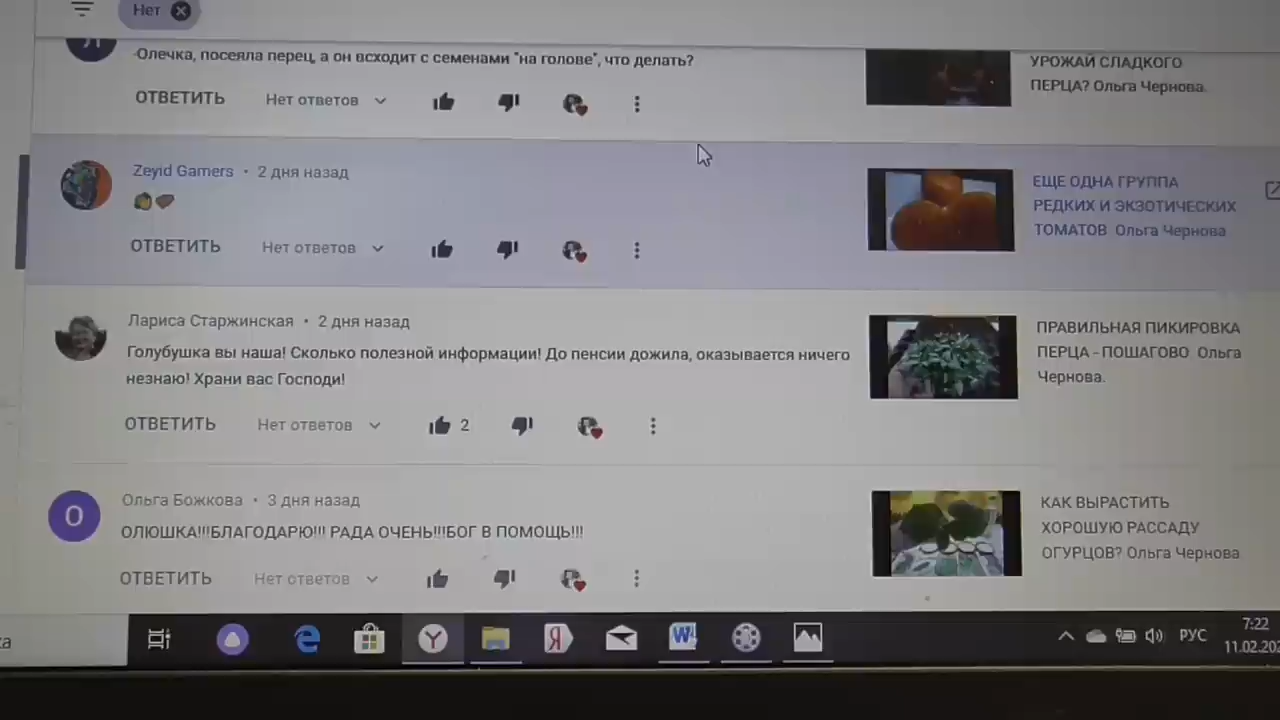 Нет
-Олечка, посеяла перец, а он всходит с семенами "на голове", что делать?
УРОЖАЙ СЛАДКОГО
ПЕРЦА? Ольга Чернова.
ОТВЕТИТЬ
Нет ответов
Zeyid Gamers • 2 дня назад
ЕЩЕ ОДНА ГРУППА
РЕДКИХ И ЭКЗОТИЧЕСКИХ
ТОМАТОВ Ольга Чернова
ОТВЕТИТЬ
Нет ответов
Лариса Старжинская • 2 дня назад
Голубушка вы наша! Сколько полезной информации! До пенсии дожила, оказывается ничего
незнаю! Храни вас Господи!
ПРАВИЛЬНАЯ ПИКИРОВКА
ПЕРЦА - ПОШАГОВО Ольга
Чернова.
ОТВЕТИТЬ
Нет ответов
2
О
Ольга Божкова • 3 дня назад
ОЛЮШКА!!!БЛАГОДАРЮ!!! РАДА ОЧЕНЬ!!!БОГ В ПОМОЩЬ!!!
КАК ВЫРАСТИТЬ
ХОРОШУЮ РАССАДУ
ОГУРЦОВ? Ольга Чернова
ОТВЕТИТЬ
Нет ответов
РУС
7:22